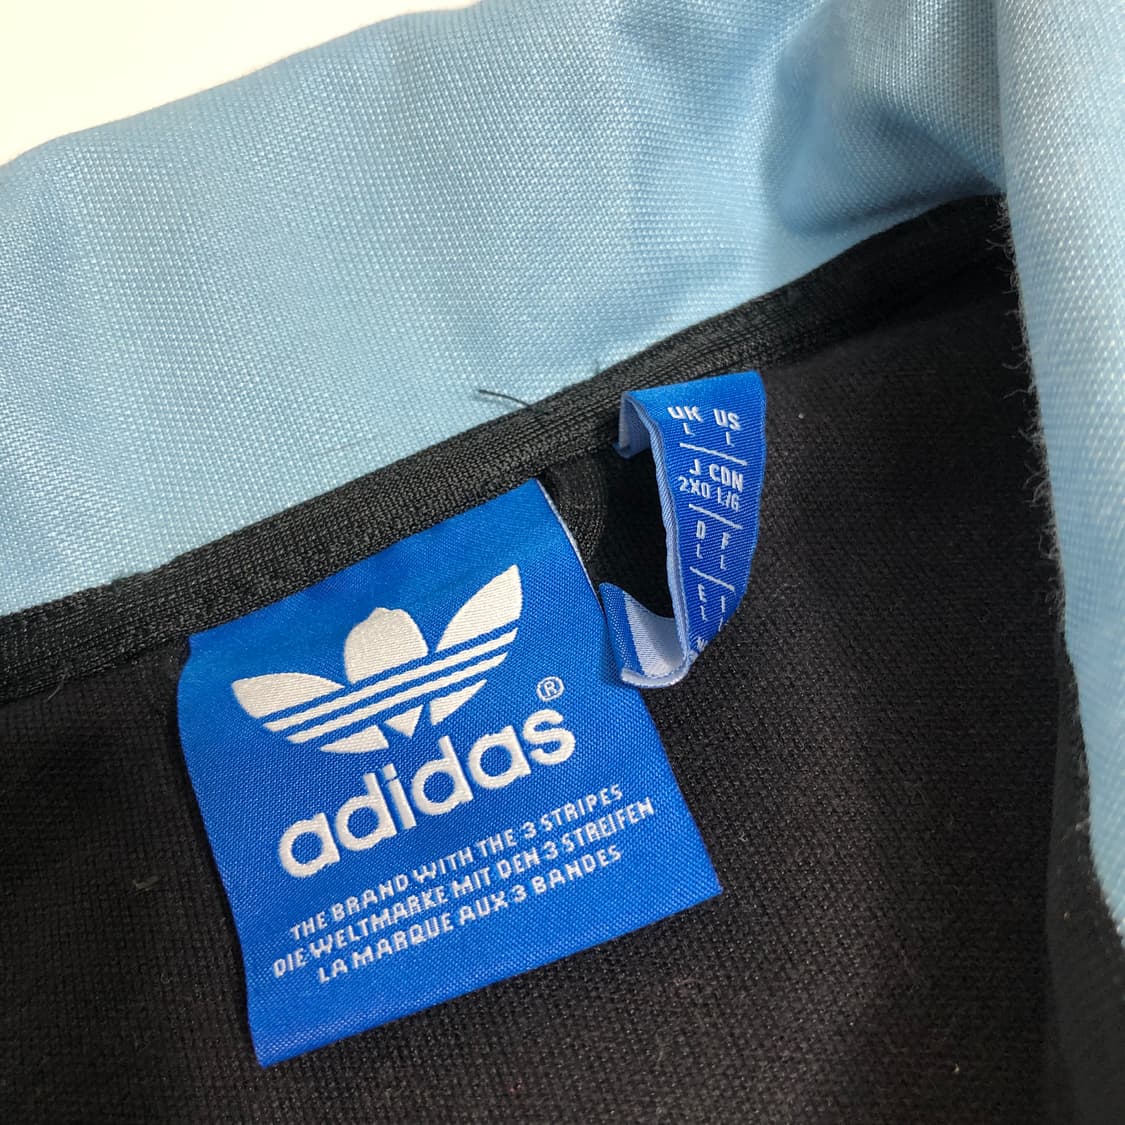 adidas ®
THE BRAND WITH THE 3 STRIPES
DIE WELTMARKE MIT DEN 3 STREIFEN
LA MARQUE AUX 3 BANDES
UK US
L L
J CDN
2XO L/G
D F
L L
E
L